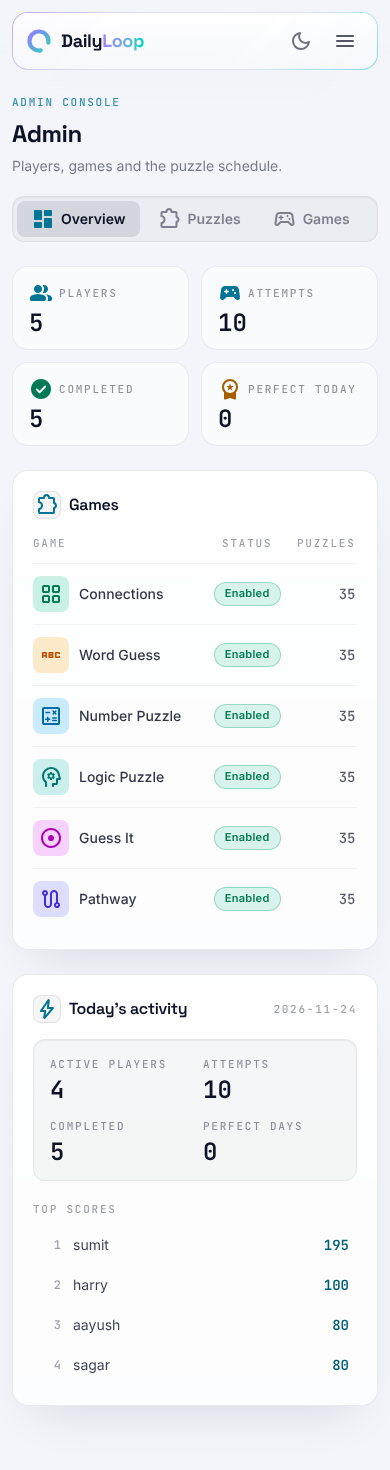 DailyLoop
ADMIN CONSOLE
Admin
Players, games and the puzzle schedule.
Overview Puzzles Games
PLAYERS
5
ATTEMPTS
10
COMPLETED
5
PERFECT TODAY
0
Games
GAME STATUS PUZZLES
Connections Enabled 35
ABC Word Guess Enabled 35
Number Puzzle Enabled 35
Logic Puzzle Enabled 35
Guess It Enabled 35
Pathway Enabled 35
Today's activity 2026-11-24
ACTIVE PLAYERS
4
ATTEMPTS
10
COMPLETED
5
PERFECT DAYS
0
TOP SCORES
1 sumit 195
2 harry 100
3 aayush 80
4 sagar 80